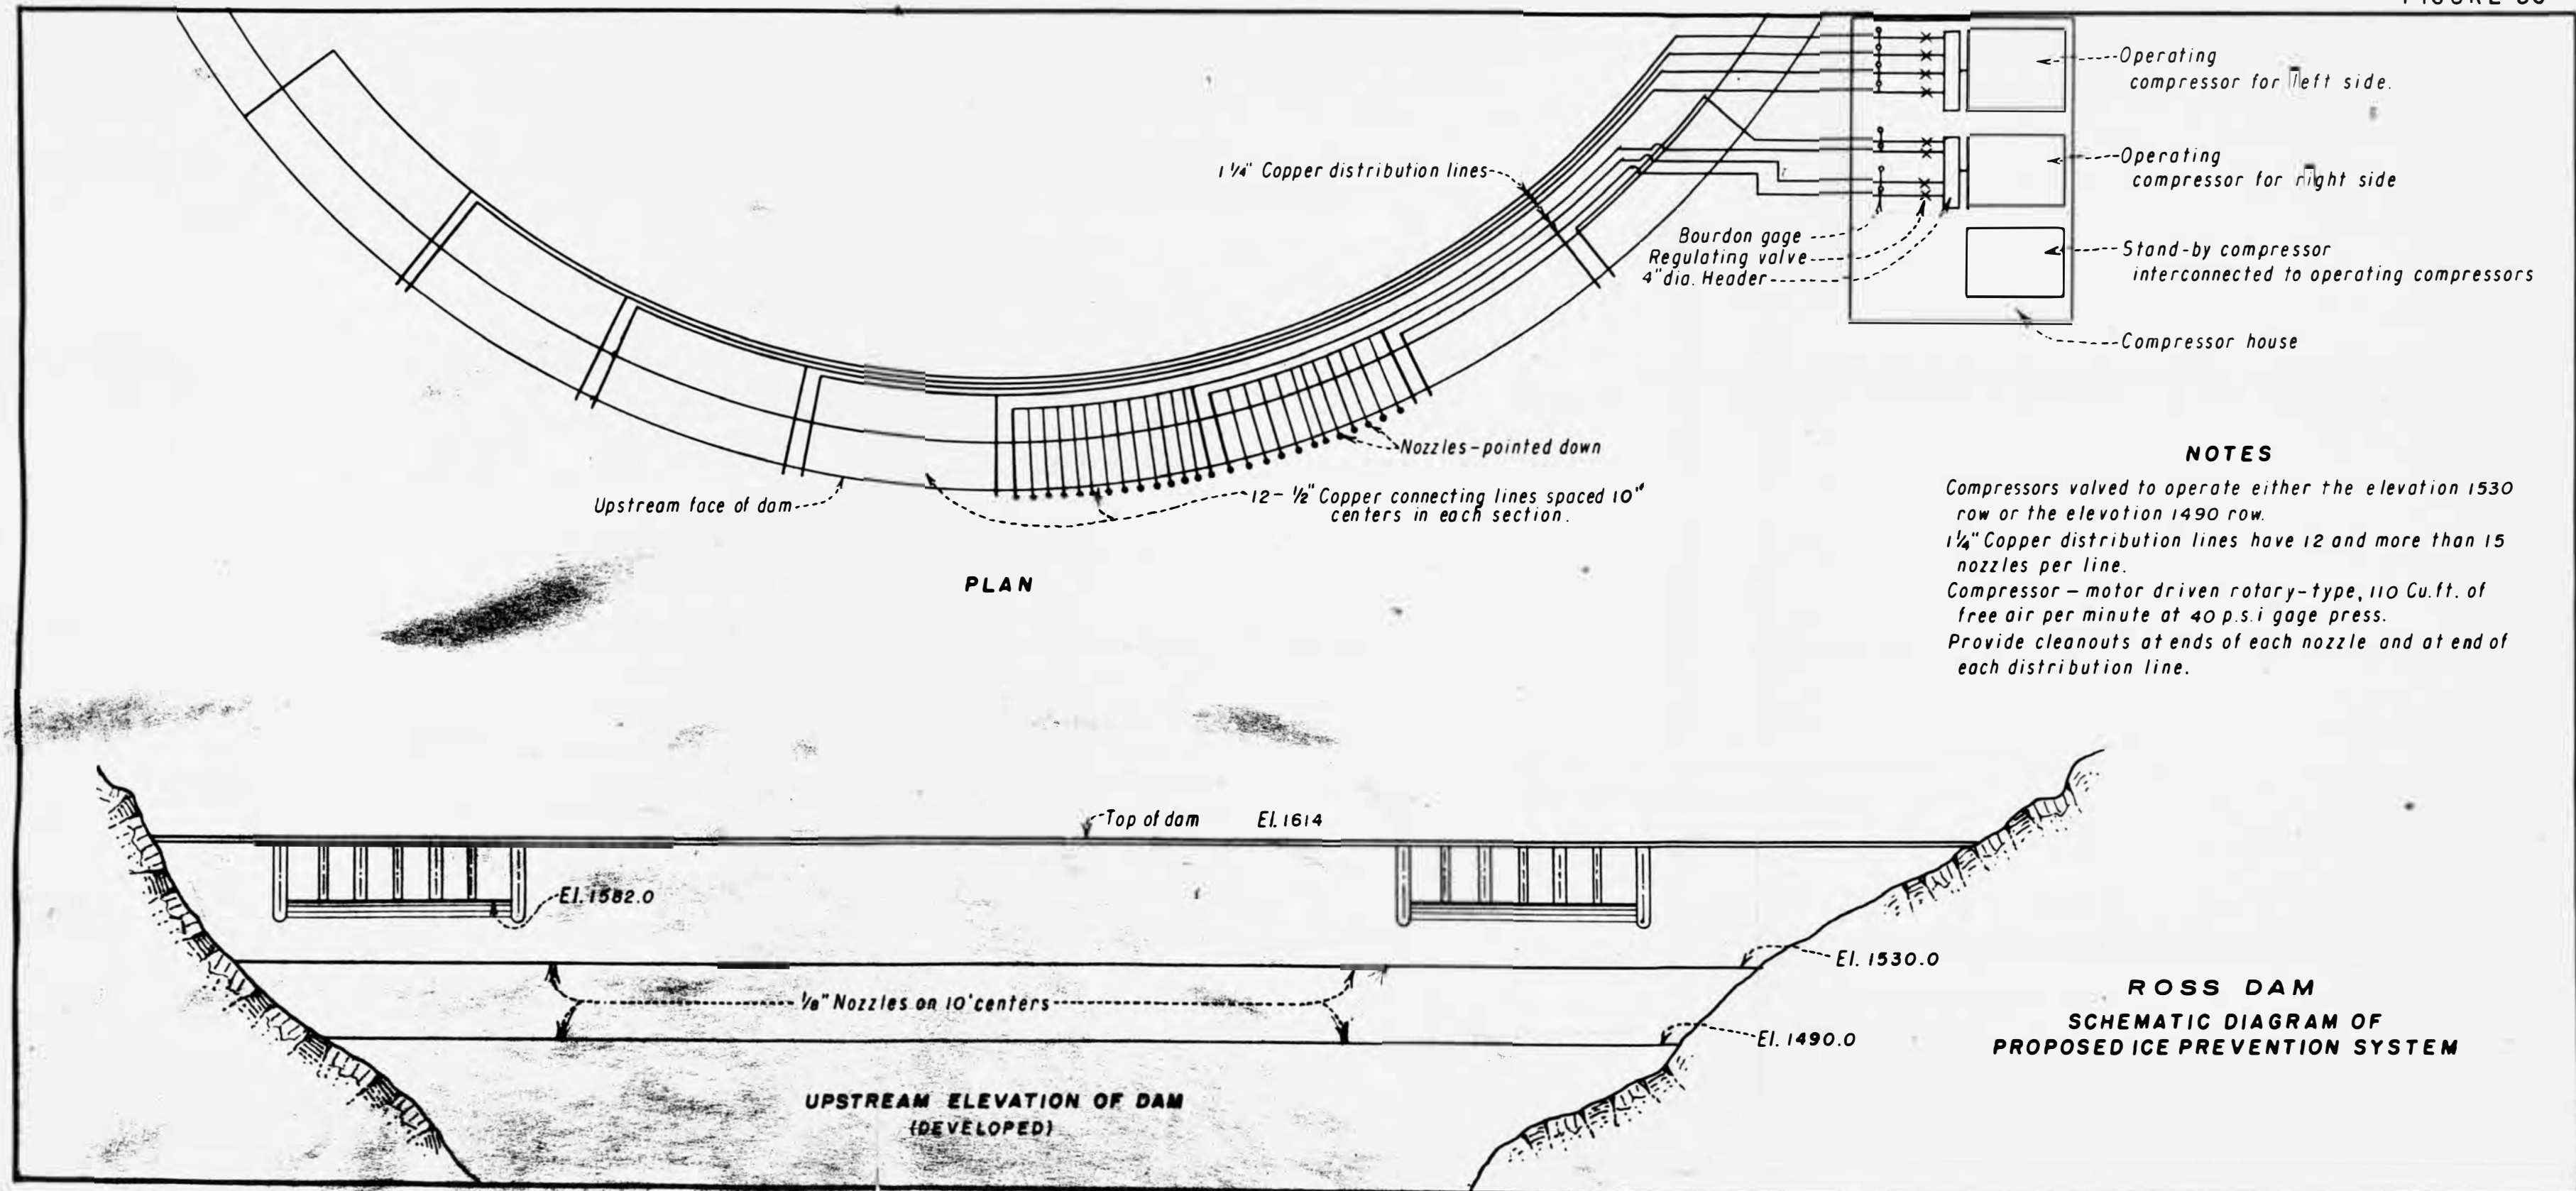 Operating
compressor for left side.
1 1/4" Copper distribution lines
Operating
compressor for right side
Bourdon gage
Regulating valve
4" dia. Header
Stand-by compressor
interconnected to operating compressors
Compressor house
Nozzles-pointed down
Upstream face of dam
12- 1/2" Copper connecting lines spaced 10"
centers in each section.
PLAN
NOTES
Compressors valved to operate either the elevation 1530
row or the elevotion 1490 row.
1 1/4" Copper distribution lines have 12 and more than 15
nozzles per line.
Compressor - motor driven rotary-type, 110 Cu.ft. of
free air per minute at 40 p.s.i gage press.
Provide cleanouts at ends of each nozzle and at end of
each distribution line.
Top of dam El. 1614
El. 1582.0
El. 1530.0
1/8" Nozzles on 10' centers
El. 1490.0
UPSTREAM ELEVATION OF DAM
(DEVELOPED)
ROSS DAM
SCHEMATIC DIAGRAM OF
PROPOSED ICE PREVENTION SYSTEM